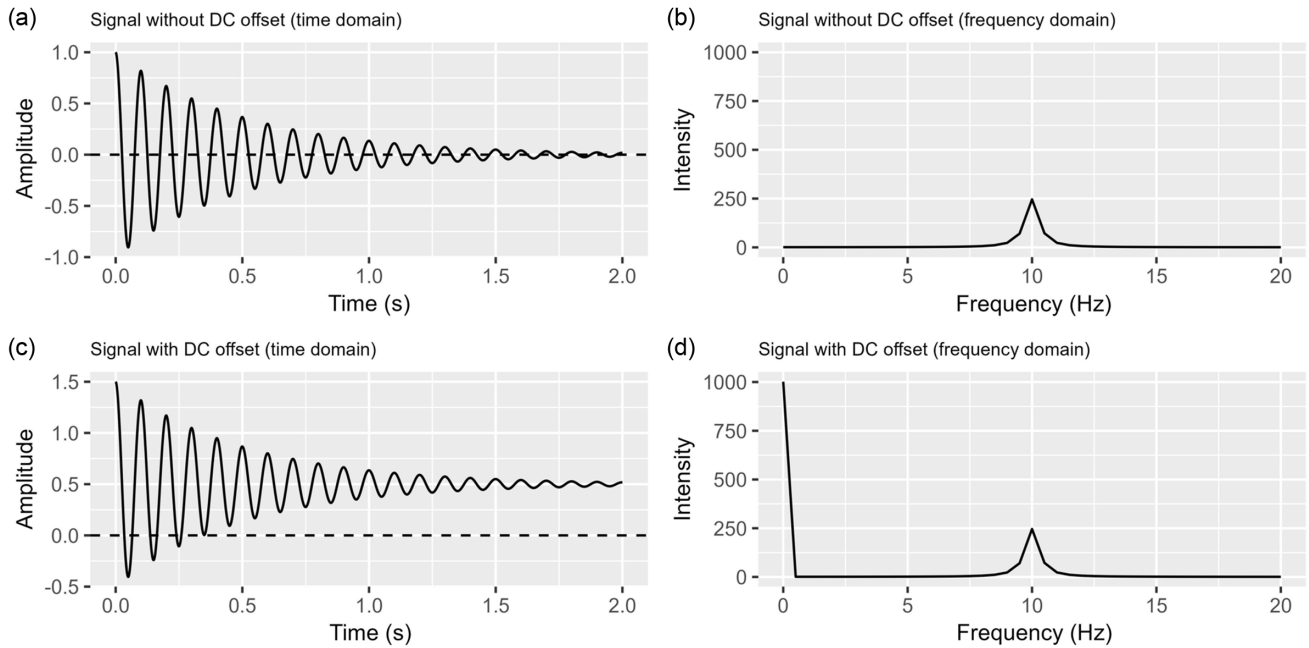 (a) Signal without DC offset (time domain)
1.0
0.5
0.0
-0.5
-1.0
Amplitude
0.0 0.5 1.0 1.5 2.0
Time (s)
(b) Signal without DC offset (frequency domain)
1000
750
500
250
0
Intensity
0 5 10 15 20
Frequency (Hz)
(c) Signal with DC offset (time domain)
1.5
1.0
0.5
0.0
-0.5
Amplitude
0.0 0.5 1.0 1.5 2.0
Time (s)
(d) Signal with DC offset (frequency domain)
1000
750
500
250
0
Intensity
0 5 10 15 20
Frequency (Hz)